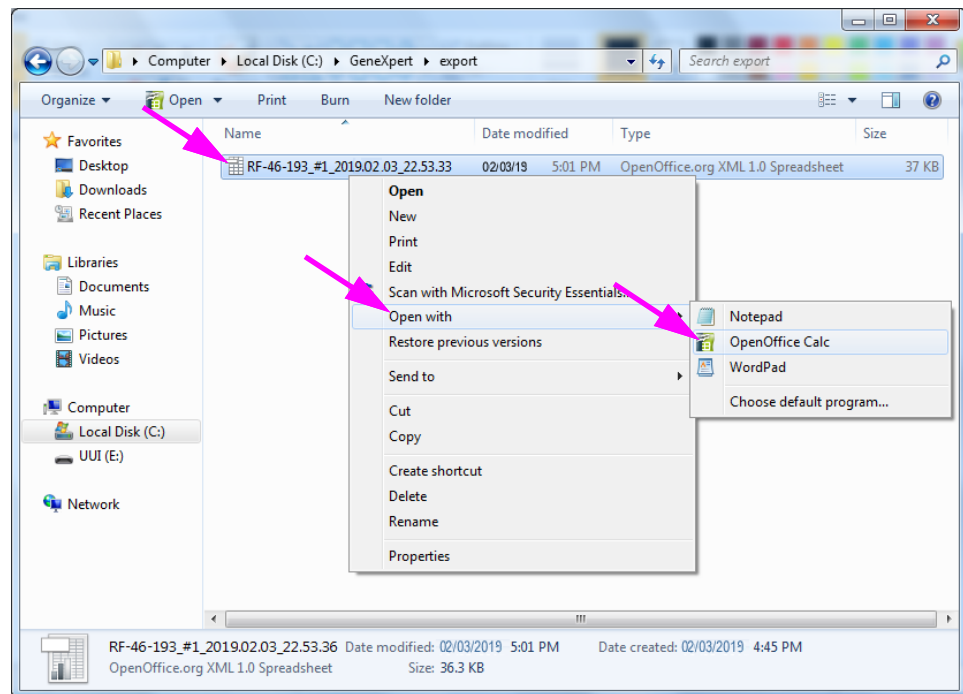 Computer ▸ Local Disk (C:) ▸ GeneXpert ▸ export
Search export
Organize Open Print Burn New folder
Name Date modified Type Size
Favorites
Desktop
Downloads
Recent Places
Libraries
Documents
Music
Pictures
Videos
Computer
Local Disk (C:)
UUI (E:)
Network
RF-46-193_#1_2019.02.03_22.53.33 02/03/19 5:01 PM OpenOffice.org XML 1.0 Spreadsheet 37 KB
Open
New
Print
Edit
Scan with Microsoft Security Essentials...
Open with
Restore previous versions
Send to
Cut
Copy
Create shortcut
Delete
Rename
Properties
Notepad
OpenOffice Calc
WordPad
Choose default program...
RF-46-193_#1_2019.02.03_22.53.36 Date modified: 02/03/2019 5:01 PM Date created: 02/03/2019 4:45 PM
OpenOffice.org XML 1.0 Spreadsheet Size: 36.3 KB